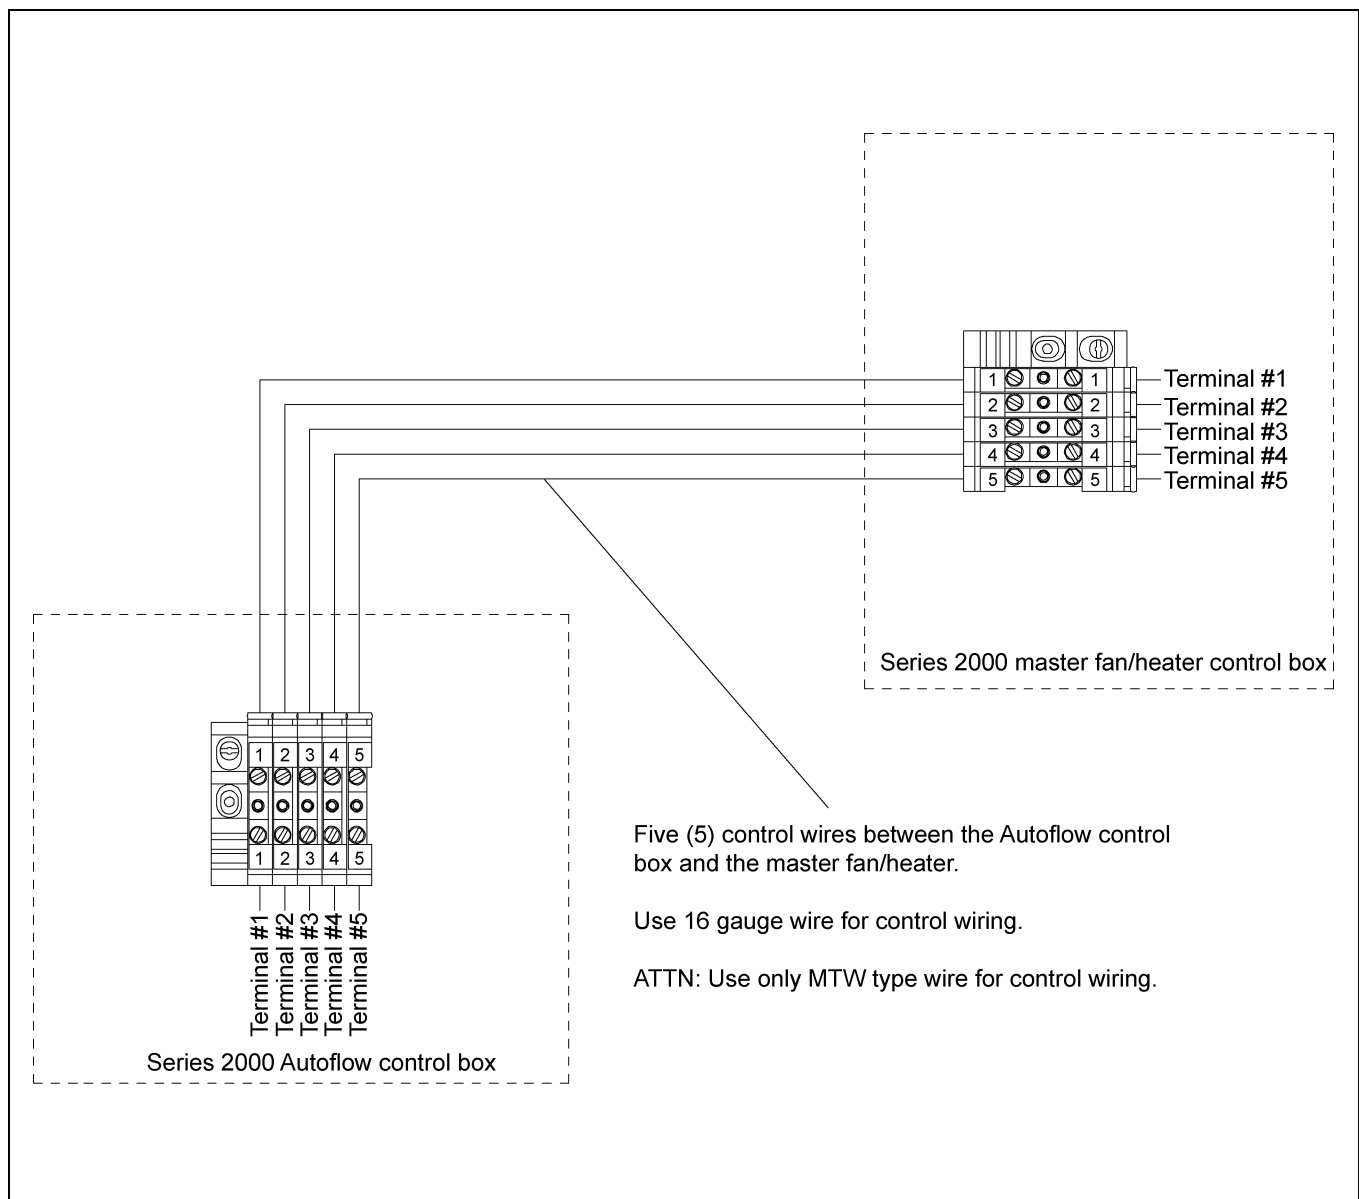 1 1 Terminal #1
2 2 Terminal #2
3 3 Terminal #3
4 4 Terminal #4
5 5 Terminal #5
Series 2000 master fan/heater control box
1 2 3 4 5
1 2 3 4 5
Terminal #1
Terminal #2
Terminal #3
Terminal #4
Terminal #5
Series 2000 Autoflow control box
Five (5) control wires between the Autoflow control
box and the master fan/heater.
Use 16 gauge wire for control wiring.
ATTN: Use only MTW type wire for control wiring.